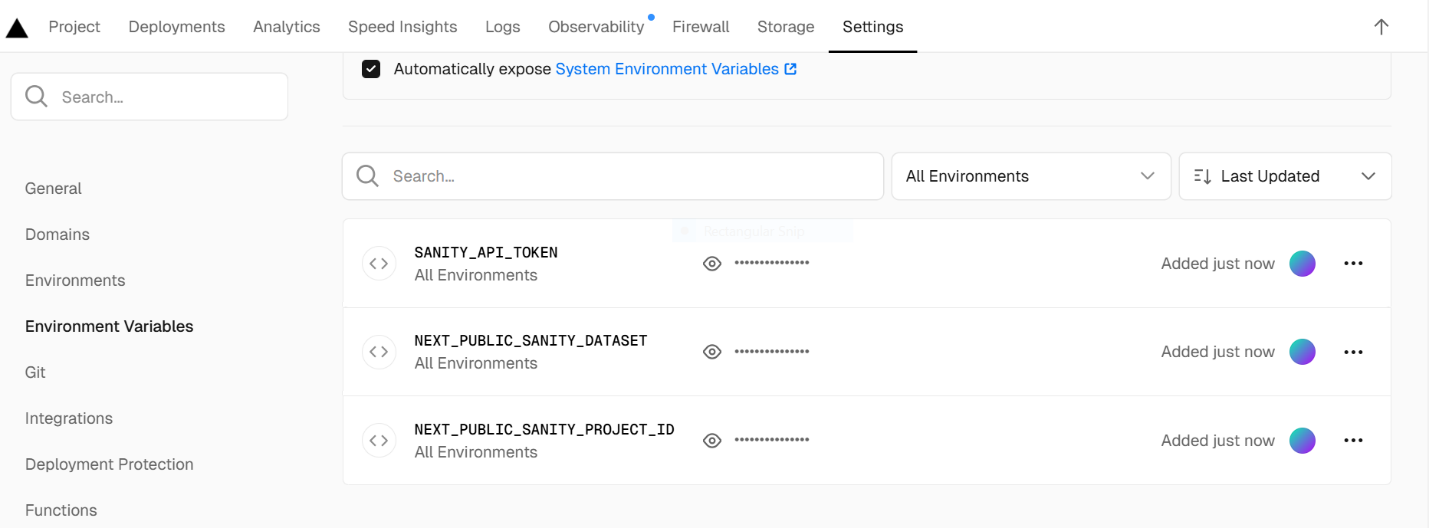 Project Deployments Analytics Speed Insights Logs Observability Firewall Storage Settings
Automatically expose System Environment Variables
Search...
Search... All Environments Last Updated
General
Domains
Environments
Environment Variables
Git
Integrations
Deployment Protection
Functions
Rectangular Snip
SANITY_API_TOKEN
All Environments
•••••••••••••••
Added just now
NEXT_PUBLIC_SANITY_DATASET
All Environments
•••••••••••••••
Added just now
NEXT_PUBLIC_SANITY_PROJECT_ID
All Environments
•••••••••••••••
Added just now